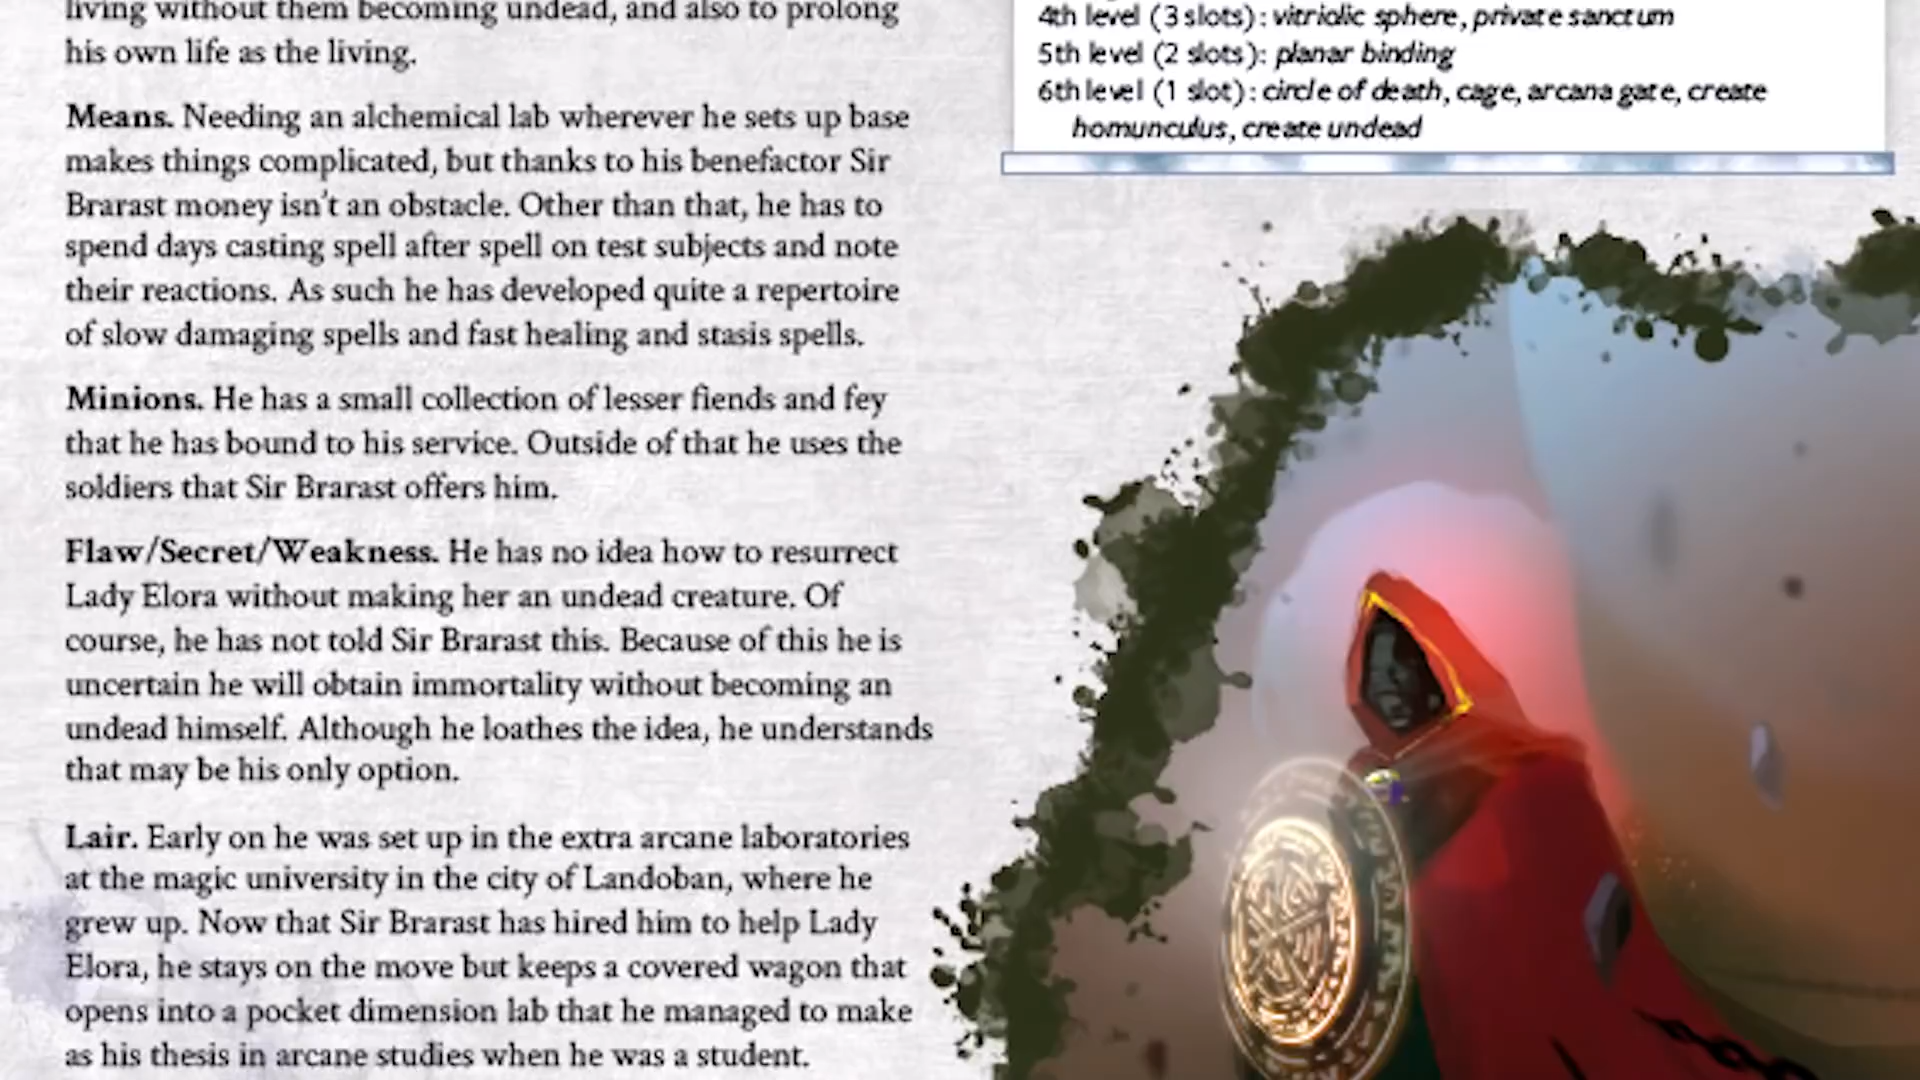 living without them becoming undead, and also to prolong
his own life as the living.
Means. Needing an alchemical lab wherever he sets up base
makes things complicated, but thanks to his benefactor Sir
Brarast money isn't an obstacle. Other than that, he has to
spend days casting spell after spell on test subjects and note
their reactions. As such he has developed quite a repertoire
of slow damaging spells and fast healing and stasis spells.
Minions. He has a small collection of lesser fiends and fey
that he has bound to his service. Outside of that he uses the
soldiers that Sir Brarast offers him.
Flaw/Secret/Weakness. He has no idea how to resurrect
Lady Elora without making her an undead creature. Of
course, he has not told Sir Brarast this. Because of this he is
uncertain he will obtain immortality without becoming an
undead himself. Although he loathes the idea, he understands
that may be his only option.
Lair. Early on he was set up in the extra arcane laboratories
at the magic university in the city of Landoban, where he
grew up. Now that Sir Brarast has hired him to help Lady
Elora, he stays on the move but keeps a covered wagon that
opens into a pocket dimension lab that he managed to make
as his thesis in arcane studies when he was a student.
4th level (3 slots): vitriolic sphere, private sanctum
5th level (2 slots): planar binding
6th level (1 slot): circle of death, cage, arcana gate, create
homunculus, create undead